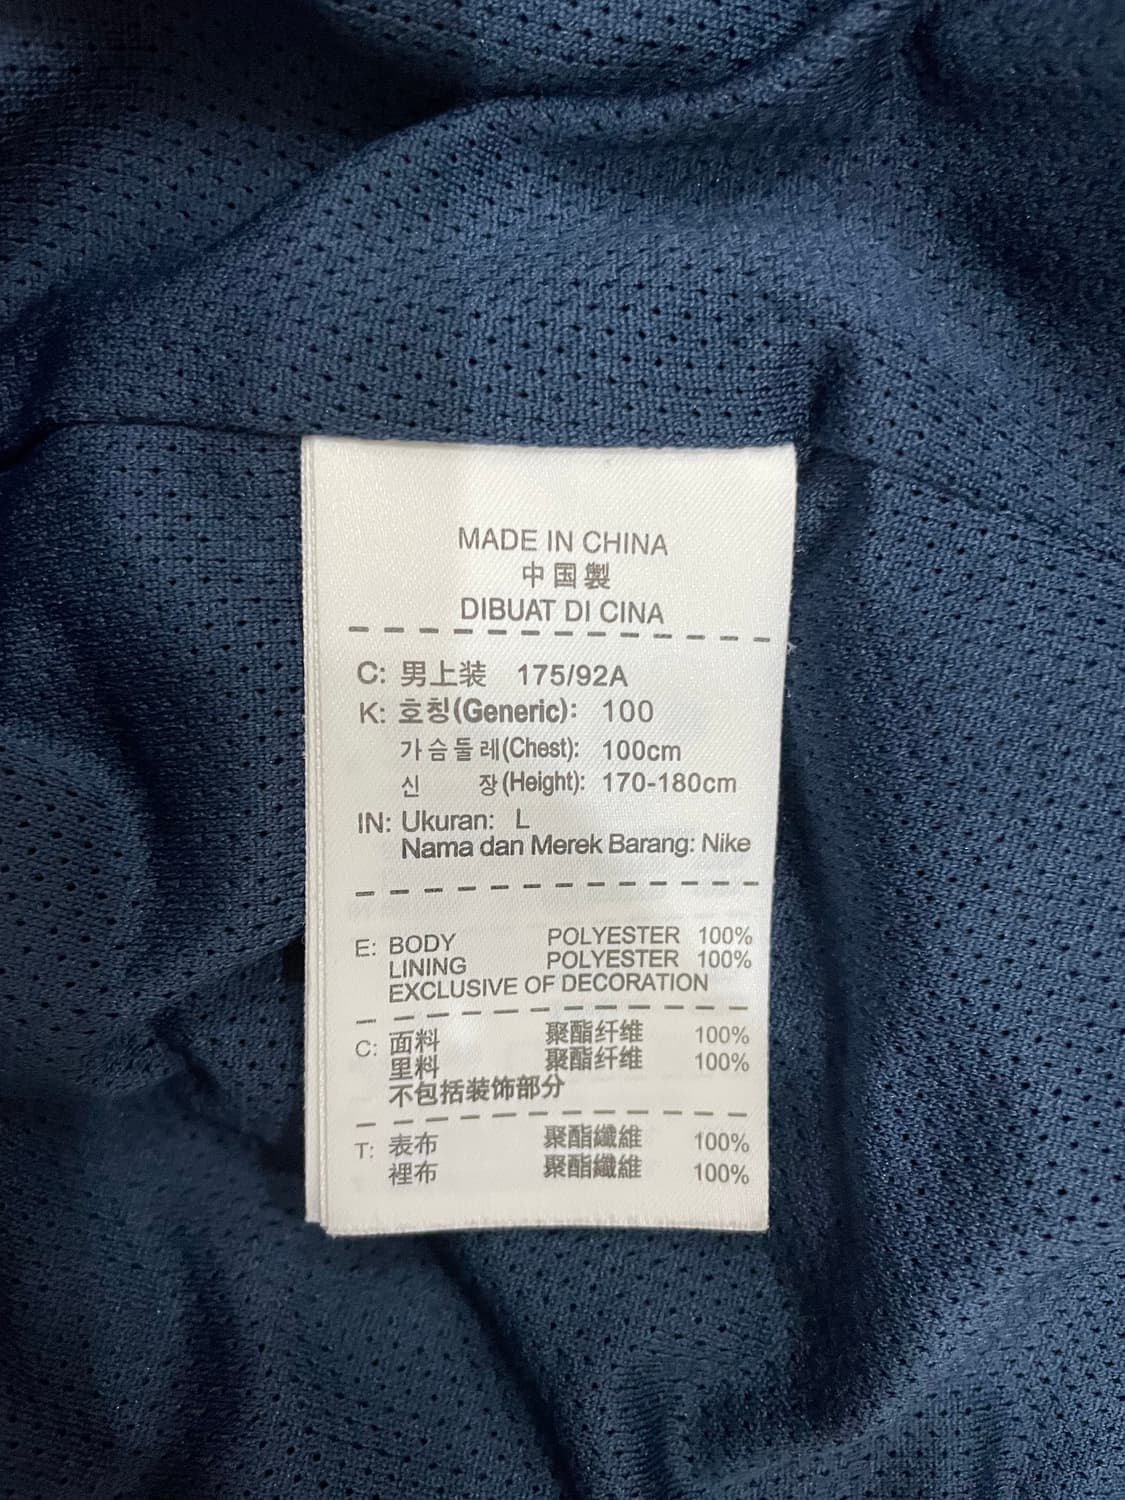 MADE IN CHINA
中国製
DIBUAT DI CINA
C: 男上装 175/92A
K: 호칭(Generic): 100
가슴둘레(Chest): 100cm
신 장(Height): 170-180cm
IN: Ukuran: L
Nama dan Merek Barang: Nike
E: BODY POLYESTER 100%
LINING POLYESTER 100%
EXCLUSIVE OF DECORATION
C: 面料 聚酯纤维 100%
里料 聚酯纤维 100%
不包括装饰部分
T: 表布 聚酯纖維 100%
裡布 聚酯纖維 100%